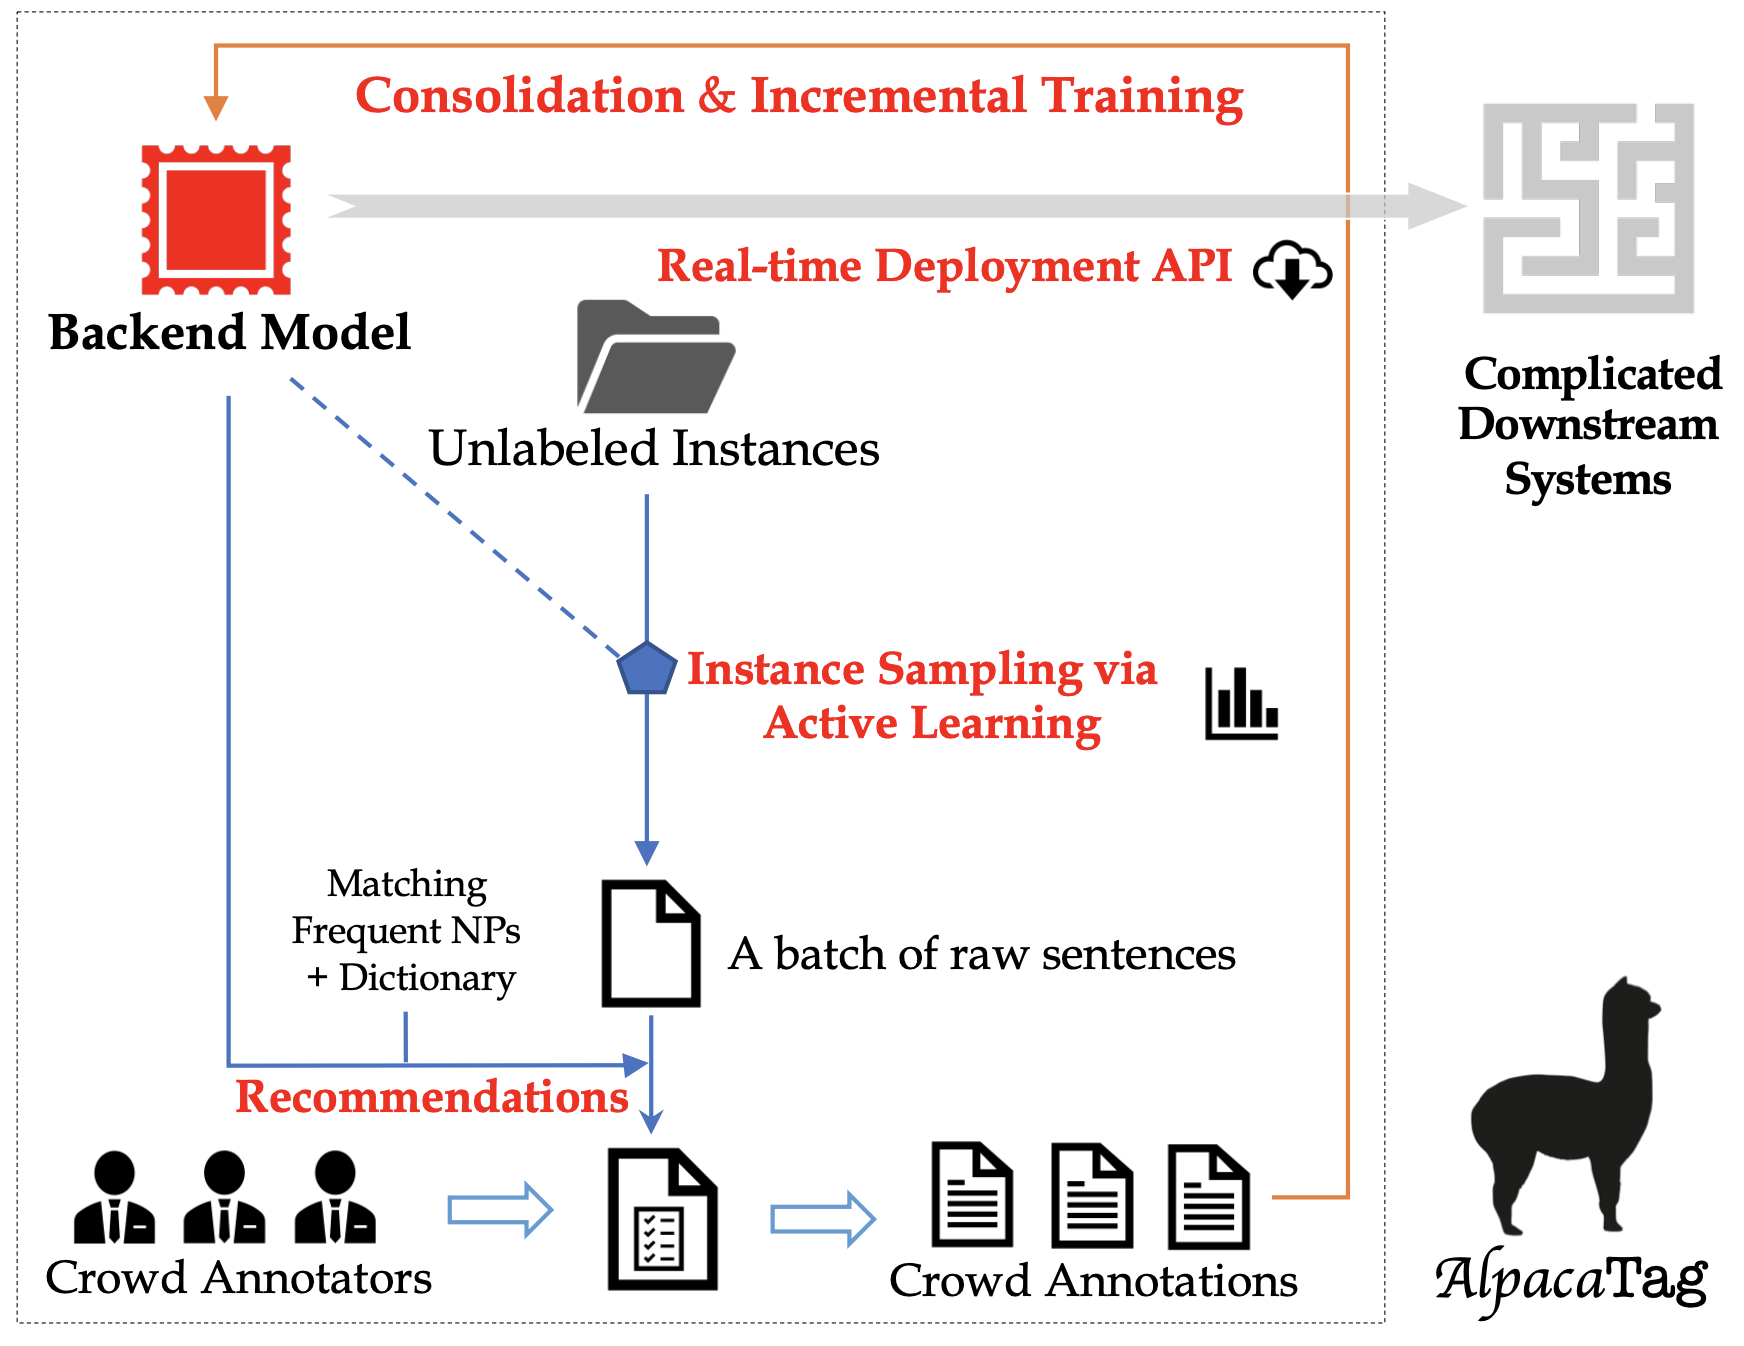 Consolidation & Incremental Training
Real-time Deployment API
Backend Model
Unlabeled Instances
Complicated
Downstream
Systems
Instance Sampling via
Active Learning
Matching
Frequent NPs
+ Dictionary
A batch of raw sentences
Recommendations
Crowd Annotators
Crowd Annotations
AlpacaTag